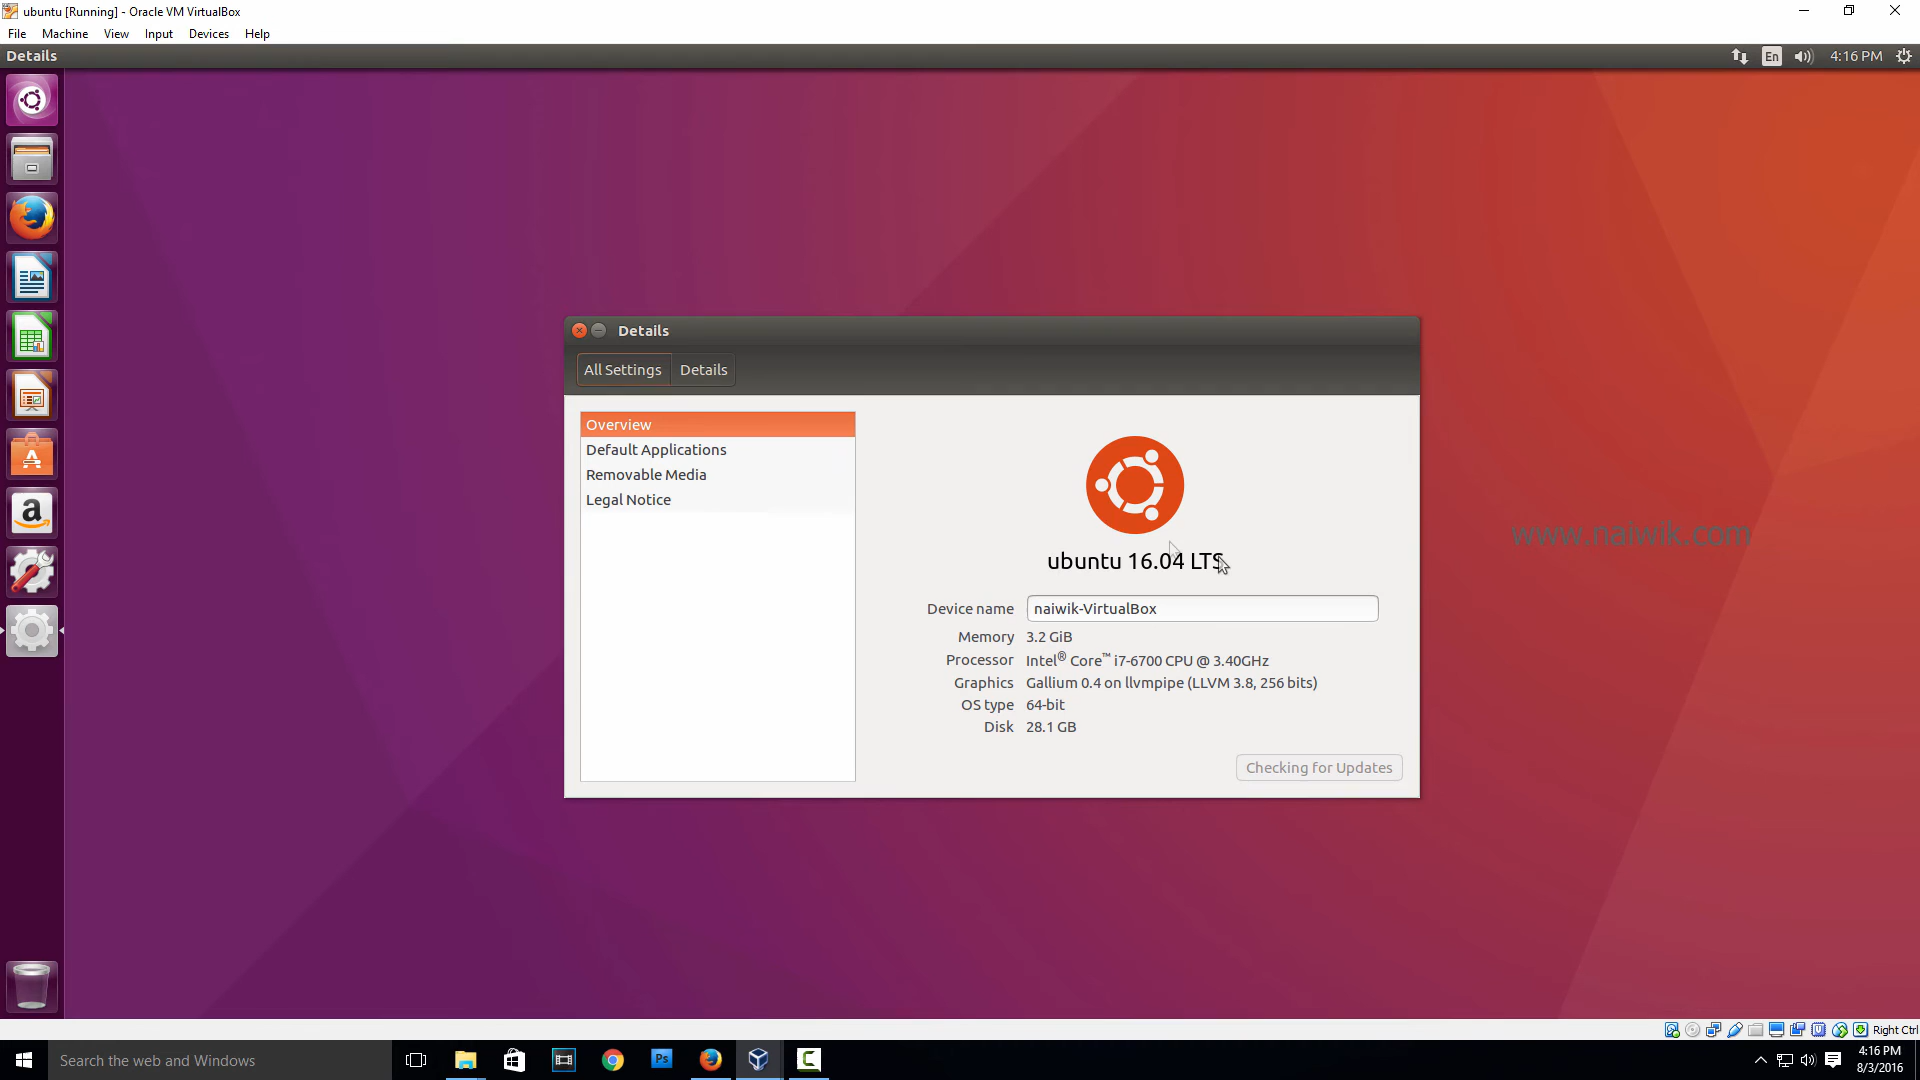 ubuntu [Running] - Oracle VM VirtualBox
File Machine View Input Devices Help
Details
En 4:16 PM
Details
All Settings Details
Overview
Default Applications
Removable Media
Legal Notice
ubuntu 16.04 LTS
www.naiwik.com
Device name naiwik-VirtualBox
Memory 3.2 GiB
Processor Intel® Core™ i7-6700 CPU @ 3.40GHz
Graphics Gallium 0.4 on llvmpipe (LLVM 3.8, 256 bits)
OS type 64-bit
Disk 28.1 GB
Checking for Updates
Right Ctrl
Search the web and Windows
Ps
4:16 PM
8/3/2016